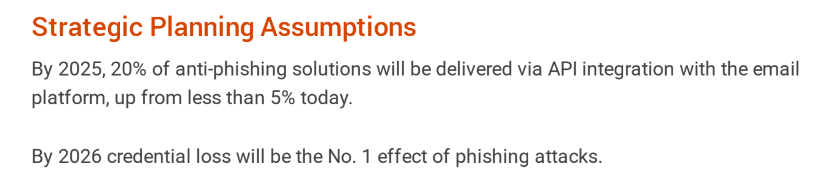 Strategic Planning Assumptions
By 2025, 20% of anti-phishing solutions will be delivered via API integration with the email
platform, up from less than 5% today.
By 2026 credential loss will be the No. 1 effect of phishing attacks.